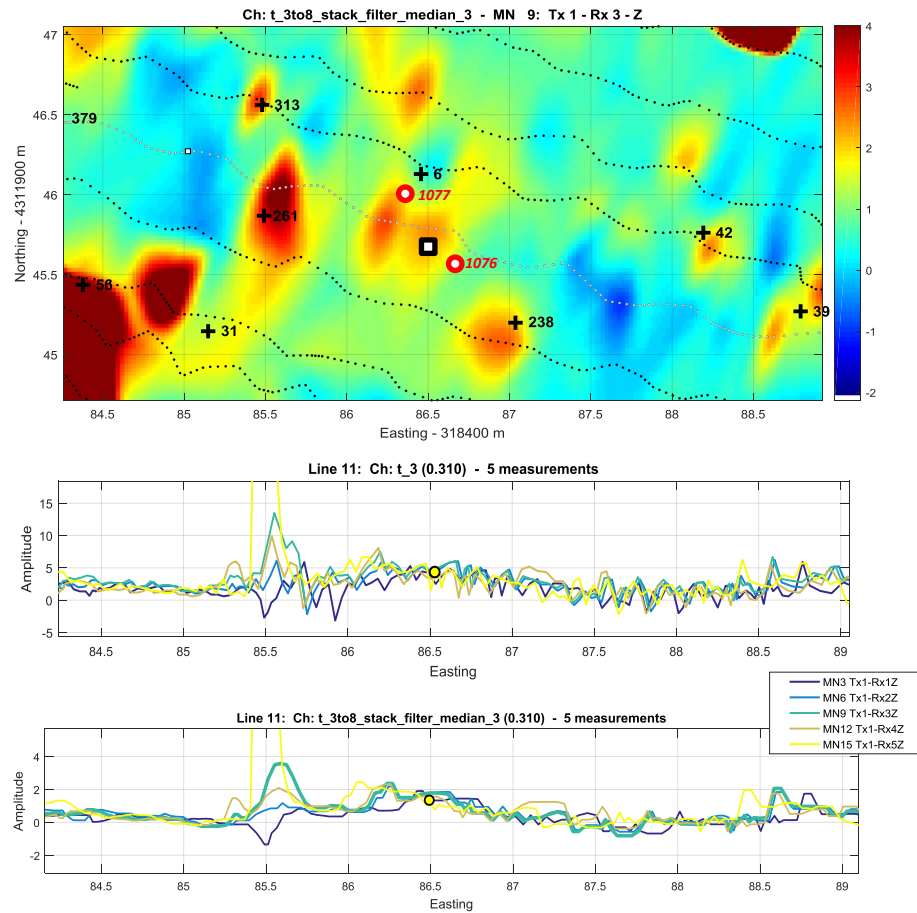 Ch: t_3to8_stack_filter_median_3 - MN 9: Tx 1 - Rx 3 - Z
47
46.5
46
45.5
45
Northing - 4311900 m
379
313
6
1077
261
42
1076
56
39
31
238
84.5 85 85.5 86 86.5 87 87.5 88 88.5
Easting - 318400 m
4
3
2
1
0
-1
-2
Line 11: Ch: t_3 (0.310) - 5 measurements
15
10
5
0
-5
Amplitude
84.5 85 85.5 86 86.5 87 87.5 88 88.5 89
Easting
MN3 Tx1-Rx1Z
MN6 Tx1-Rx2Z
MN9 Tx1-Rx3Z
MN12 Tx1-Rx4Z
MN15 Tx1-Rx5Z
Line 11: Ch: t_3to8_stack_filter_median_3 (0.310) - 5 measurements
4
2
0
-2
Amplitude
84.5 85 85.5 86 86.5 87 87.5 88 88.5 89
Easting